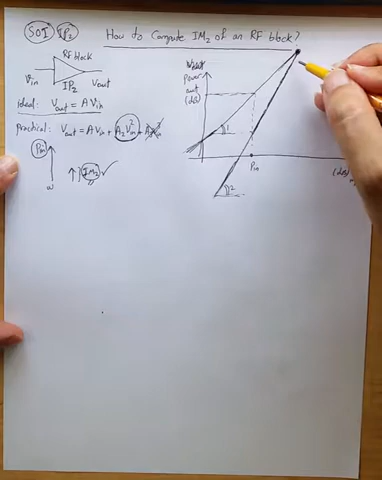 SOI IP2 How to Compute IM2 of an RF block?
RF block
Vin IP2 Vout
ideal: Vout = A Vin
practical: Vout = A Vin + A2 Vin²
Pin
ω
↑ IM2 ✓
Power
out
(dB)
1
Pin
2